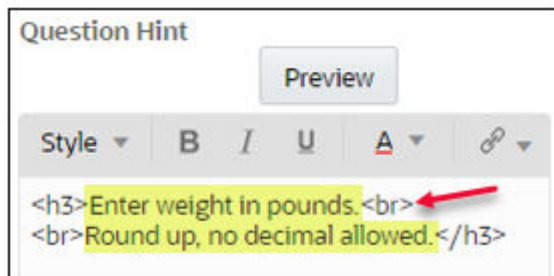 Question Hint
Preview
Style B I U A
<h3>Enter weight in pounds.<br>
<br>Round up, no decimal allowed.</h3>